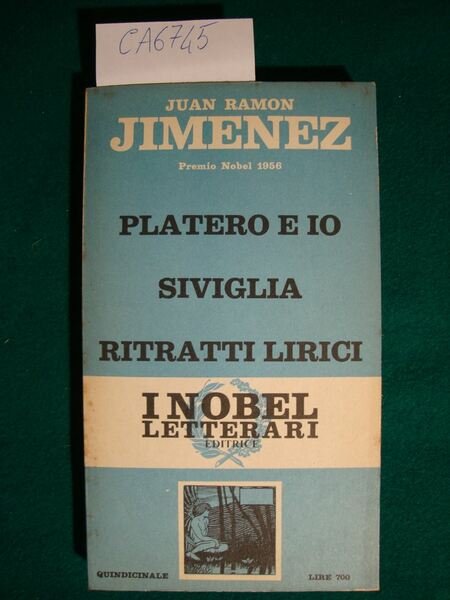 CA6745
JUAN RAMON
JIMENEZ
Premio Nobel 1956
PLATERO E IO
SIVIGLIA
RITRATTI LIRICI
I NOBEL
LETTERARI
EDITRICE
QUINDICINALE LIRE 700